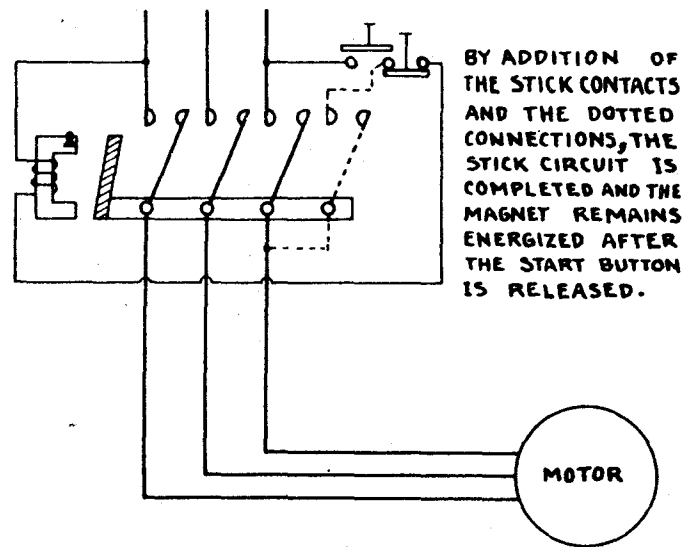 BY ADDITION OF
THE STICK CONTACTS
AND THE DOTTED
CONNECTIONS, THE
STICK CIRCUIT IS
COMPLETED AND THE
MAGNET REMAINS
ENERGIZED AFTER
THE START BUTTON
IS RELEASED.
MOTOR